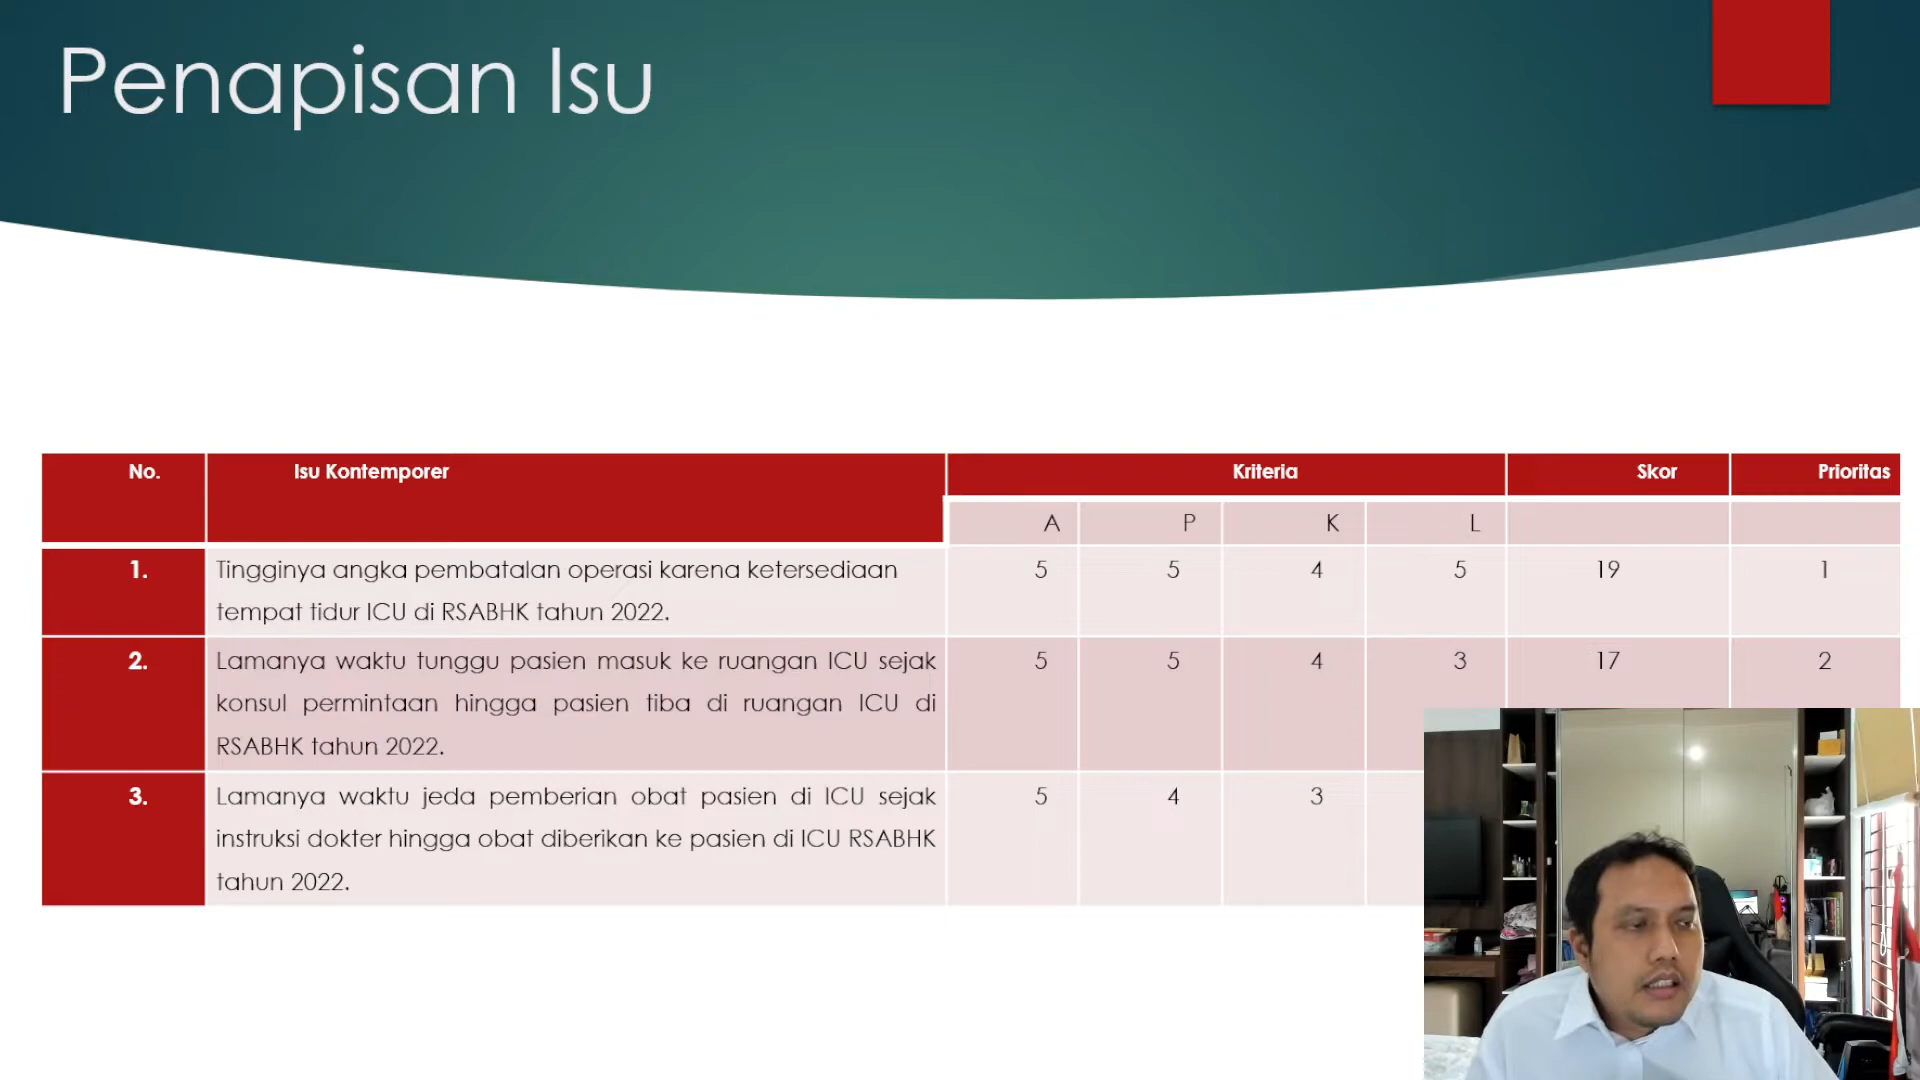 Penapisan Isu
No. Isu Kontemporer Kriteria Skor Prioritas
A P K L
1. Tingginya angka pembatalan operasi karena ketersediaan 5 5 4 5 19 1
tempat tidur ICU di RSABHK tahun 2022.
2. Lamanya waktu tunggu pasien masuk ke ruangan ICU sejak 5 5 4 3 17 2
konsul permintaan hingga pasien tiba di ruangan ICU di
RSABHK tahun 2022.
3. Lamanya waktu jeda pemberian obat pasien di ICU sejak 5 4 3
instruksi dokter hingga obat diberikan ke pasien di ICU RSABHK
tahun 2022.